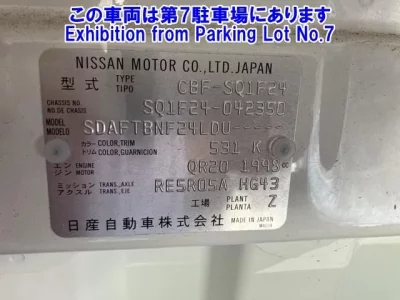 この車両は第7駐車場にあります
Exhibition from Parking Lot No.7
NISSAN MOTOR CO.,LTD.JAPAN
型式 TYPE TIPO CBF-SQ1F24
CHASSIS NO. NO.CHASIS SQ1F24-042350
MODEL MODELO SDAFTBNF24LDU-----
カラー COLOR,TRIM トリム COLOR,GUARNICION 531 K
エンジン ENGINE MOTOR QR20 1998cc
ミッション TRANS.,AXLE アクスル TRANS.,EJE RE5R05A HG43
工場 PLANT PLANTA Z
日産自動車株式会社 MADE IN JAPAN